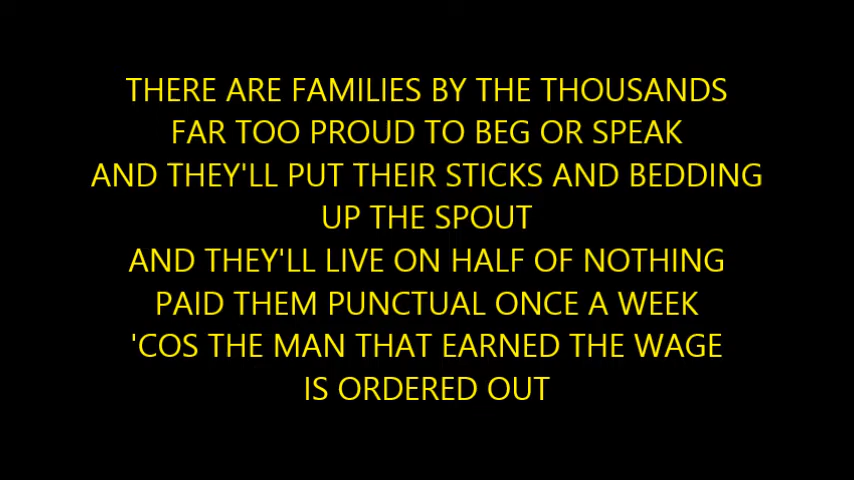 THERE ARE FAMILIES BY THE THOUSANDS
FAR TOO PROUD TO BEG OR SPEAK
AND THEY'LL PUT THEIR STICKS AND BEDDING
UP THE SPOUT
AND THEY'LL LIVE ON HALF OF NOTHING
PAID THEM PUNCTUAL ONCE A WEEK
'COS THE MAN THAT EARNED THE WAGE
IS ORDERED OUT